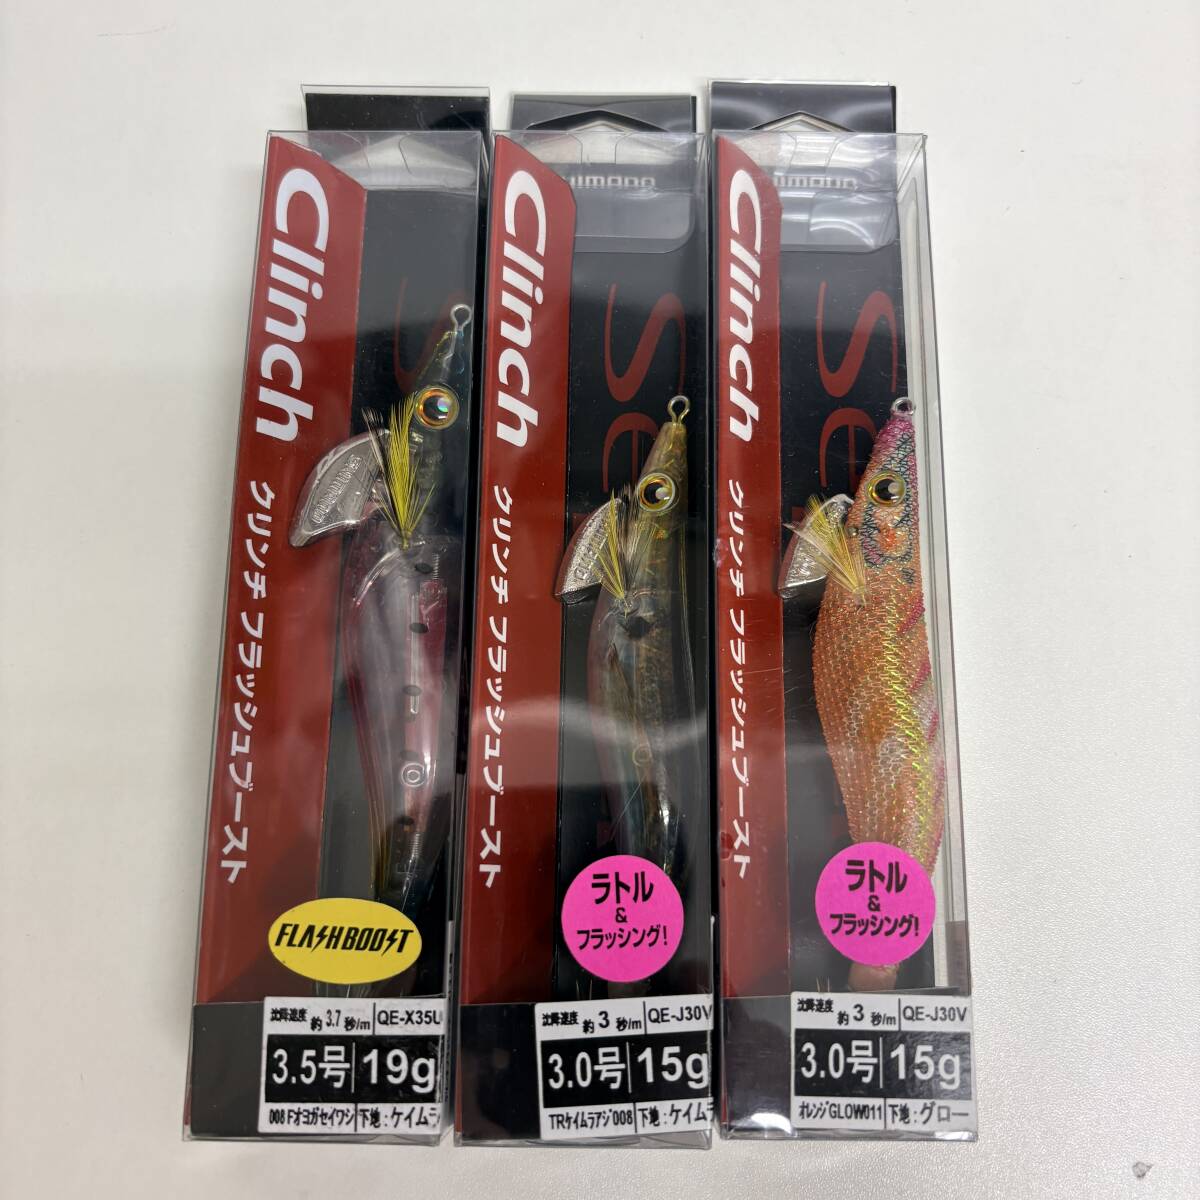 Clinch
クリンチ フラッシュブースト
FLASHBOOST
沈降速度 約3.7秒/m
QE-X35U
3.5号
19g
008 Fオヨガセイワシ
下地:ケイムラ
Clinch
クリンチ フラッシュブースト
Se
ラトル
&
フラッシング!
沈降速度 約3秒/m
QE-J30V
3.0号
15g
TRケイムラアジ008
下地:ケイムラ
Clinch
クリンチ フラッシュブースト
Se
ラトル
&
フラッシング!
沈降速度 約3秒/m
QE-J30V
3.0号
15g
オレンジGLOW011
下地:グロー